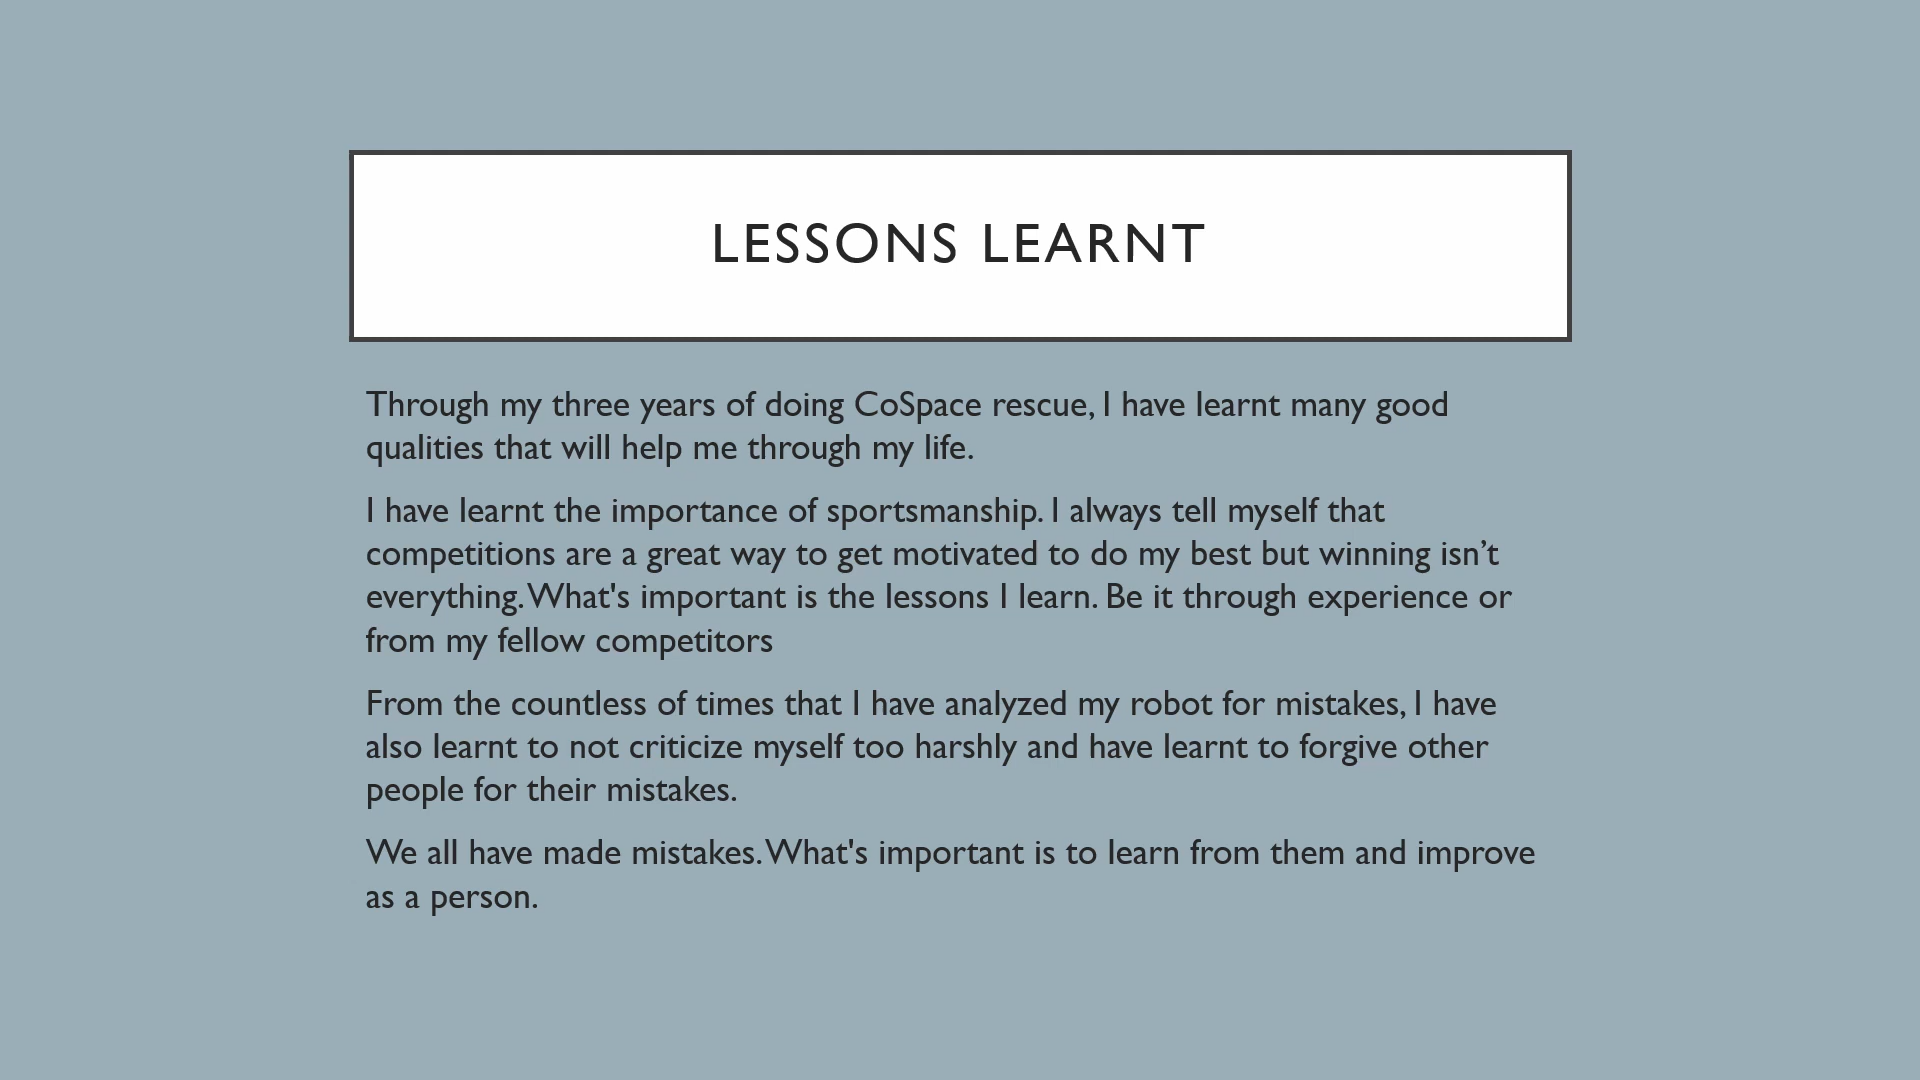 LESSONS LEARNT
Through my three years of doing CoSpace rescue, I have learnt many good
qualities that will help me through my life.
I have learnt the importance of sportsmanship. I always tell myself that
competitions are a great way to get motivated to do my best but winning isn’t
everything. What's important is the lessons I learn. Be it through experience or
from my fellow competitors
From the countless of times that I have analyzed my robot for mistakes, I have
also learnt to not criticize myself too harshly and have learnt to forgive other
people for their mistakes.
We all have made mistakes. What's important is to learn from them and improve
as a person.